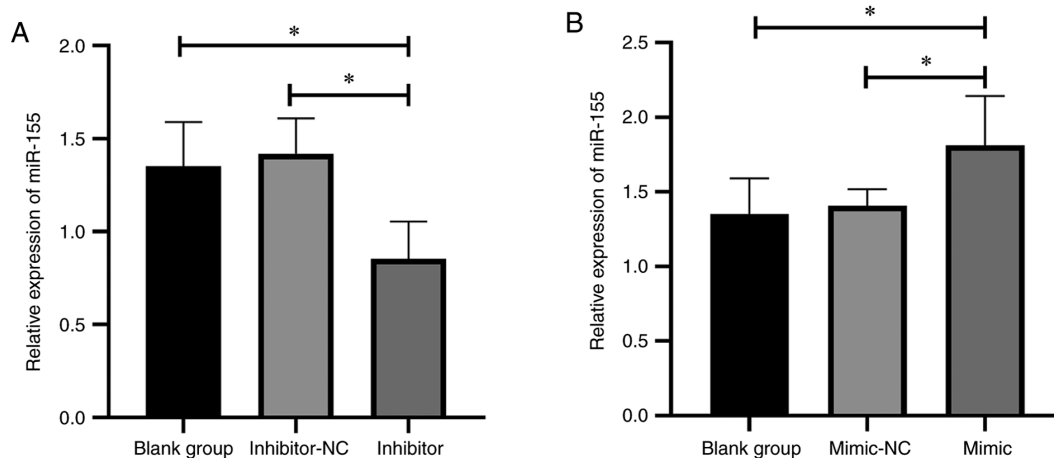 A
Relative expression of miR-155
2.0
1.5
1.0
0.5
0.0
*
*
Blank group Inhibitor-NC Inhibitor
B
Relative expression of miR-155
2.5
2.0
1.5
1.0
0.5
0.0
*
*
Blank group Mimic-NC Mimic